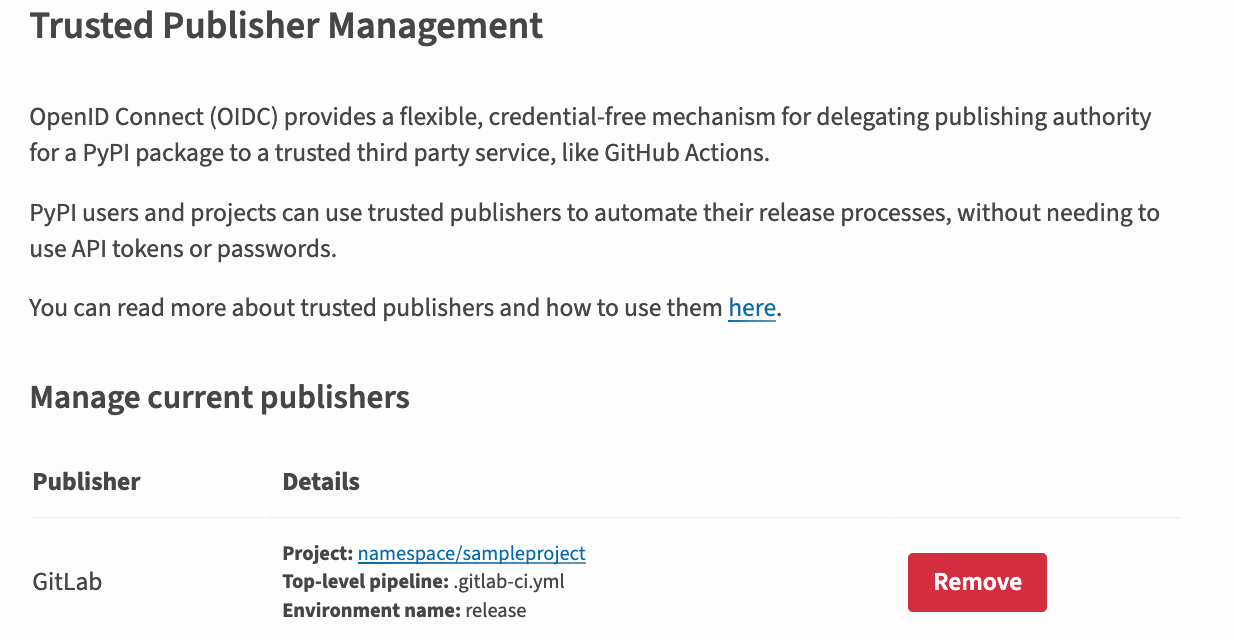 Trusted Publisher Management
OpenID Connect (OIDC) provides a flexible, credential-free mechanism for delegating publishing authority
for a PyPI package to a trusted third party service, like GitHub Actions.
PyPI users and projects can use trusted publishers to automate their release processes, without needing to
use API tokens or passwords.
You can read more about trusted publishers and how to use them here.
Manage current publishers
Publisher Details
Project: namespace/sampleproject
GitLab Top-level pipeline: .gitlab-ci.yml Remove
Environment name: release